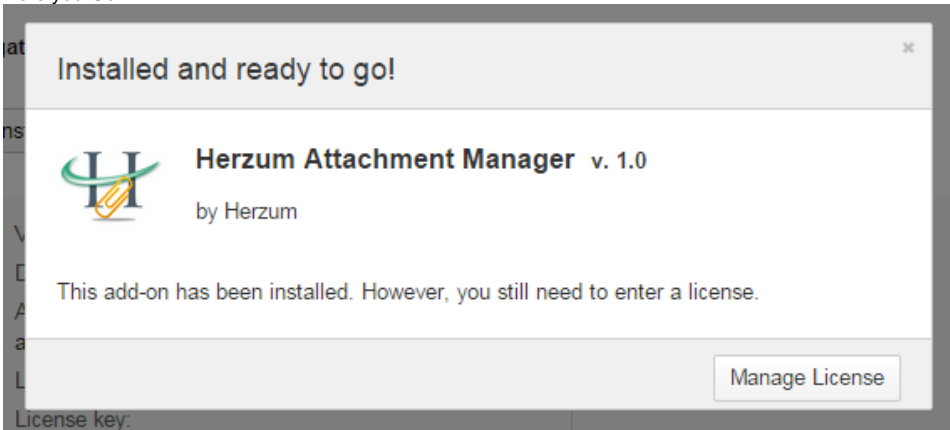 Installed and ready to go!
Herzum Attachment Manager v. 1.0
by Herzum
This add-on has been installed. However, you still need to enter a license.
Manage License
License key: